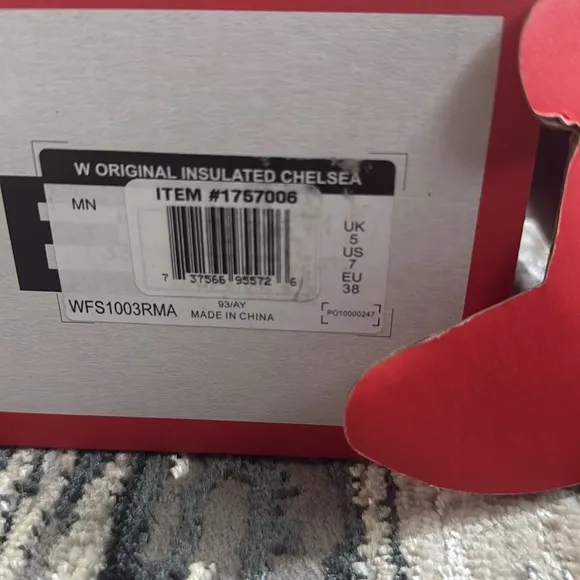 W ORIGINAL INSULATED CHELSEA
ITEM #1757006
MN
UK
5
US
7
EU
38
7 37566 95572 6
WFS1003RMA
93/AY
MADE IN CHINA
PO10000247